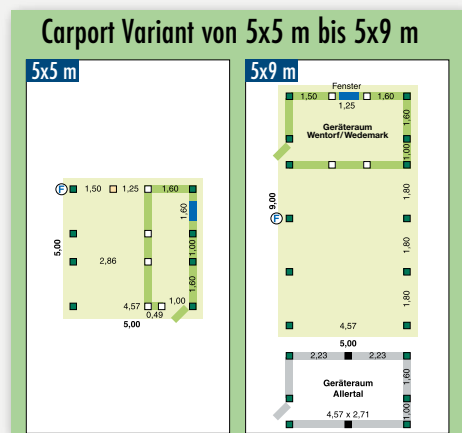 Carport Variant von 5x5 m bis 5x9 m
5x5 m
F
1,50
1,25
1,60
1,60
5,00
2,86
1,00
1,60
1,00
4,57
0,49
5,00
5x9 m
Fenster
1,50
1,60
1,25
Geräteraum
Wentorf/Wedemark
1,60
1,00
1,80
9,00
F
1,80
1,80
4,57
5,00
2,23
2,23
Geräteraum
Allertal
1,60
1,00
4,57 x 2,71